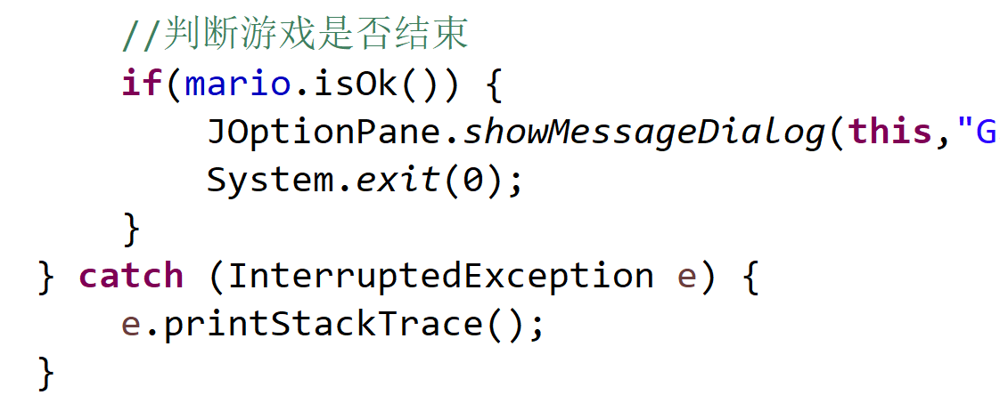 //判断游戏是否结束
if(mario.isOk()) {
JOptionPane.showMessageDialog(this,"G
System.exit(0);
}
} catch (InterruptedException e) {
e.printStackTrace();
}